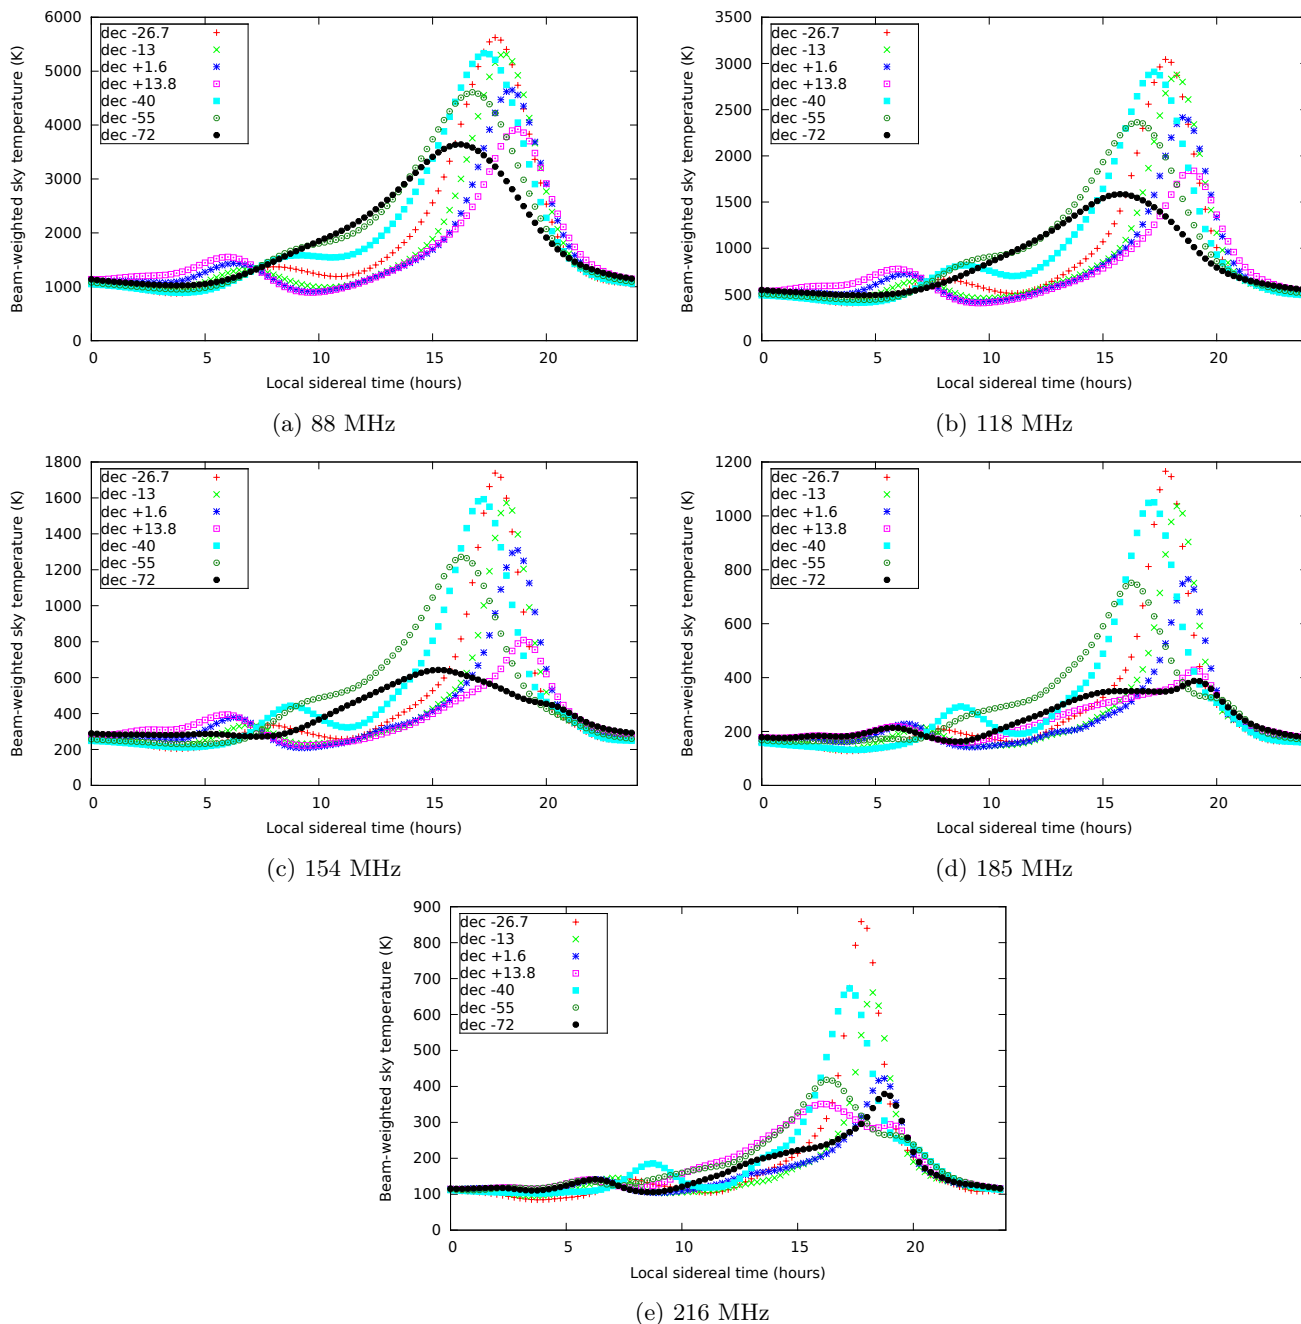 Beam-weighted sky temperature (K)
6000
5000
4000
3000
2000
1000
0
dec -26.7
dec -13
dec +1.6
dec +13.8
dec -40
dec -55
dec -72
0 5 10 15 20
Local sidereal time (hours)
(a) 88 MHz
Beam-weighted sky temperature (K)
3500
3000
2500
2000
1500
1000
500
0
dec -26.7
dec -13
dec +1.6
dec +13.8
dec -40
dec -55
dec -72
0 5 10 15 20
Local sidereal time (hours)
(b) 118 MHz
Beam-weighted sky temperature (K)
1800
1600
1400
1200
1000
800
600
400
200
0
dec -26.7
dec -13
dec +1.6
dec +13.8
dec -40
dec -55
dec -72
0 5 10 15 20
Local sidereal time (hours)
(c) 154 MHz
Beam-weighted sky temperature (K)
1200
1000
800
600
400
200
0
dec -26.7
dec -13
dec +1.6
dec +13.8
dec -40
dec -55
dec -72
0 5 10 15 20
Local sidereal time (hours)
(d) 185 MHz
Beam-weighted sky temperature (K)
900
800
700
600
500
400
300
200
100
0
dec -26.7
dec -13
dec +1.6
dec +13.8
dec -40
dec -55
dec -72
0 5 10 15 20
Local sidereal time (hours)
(e) 216 MHz